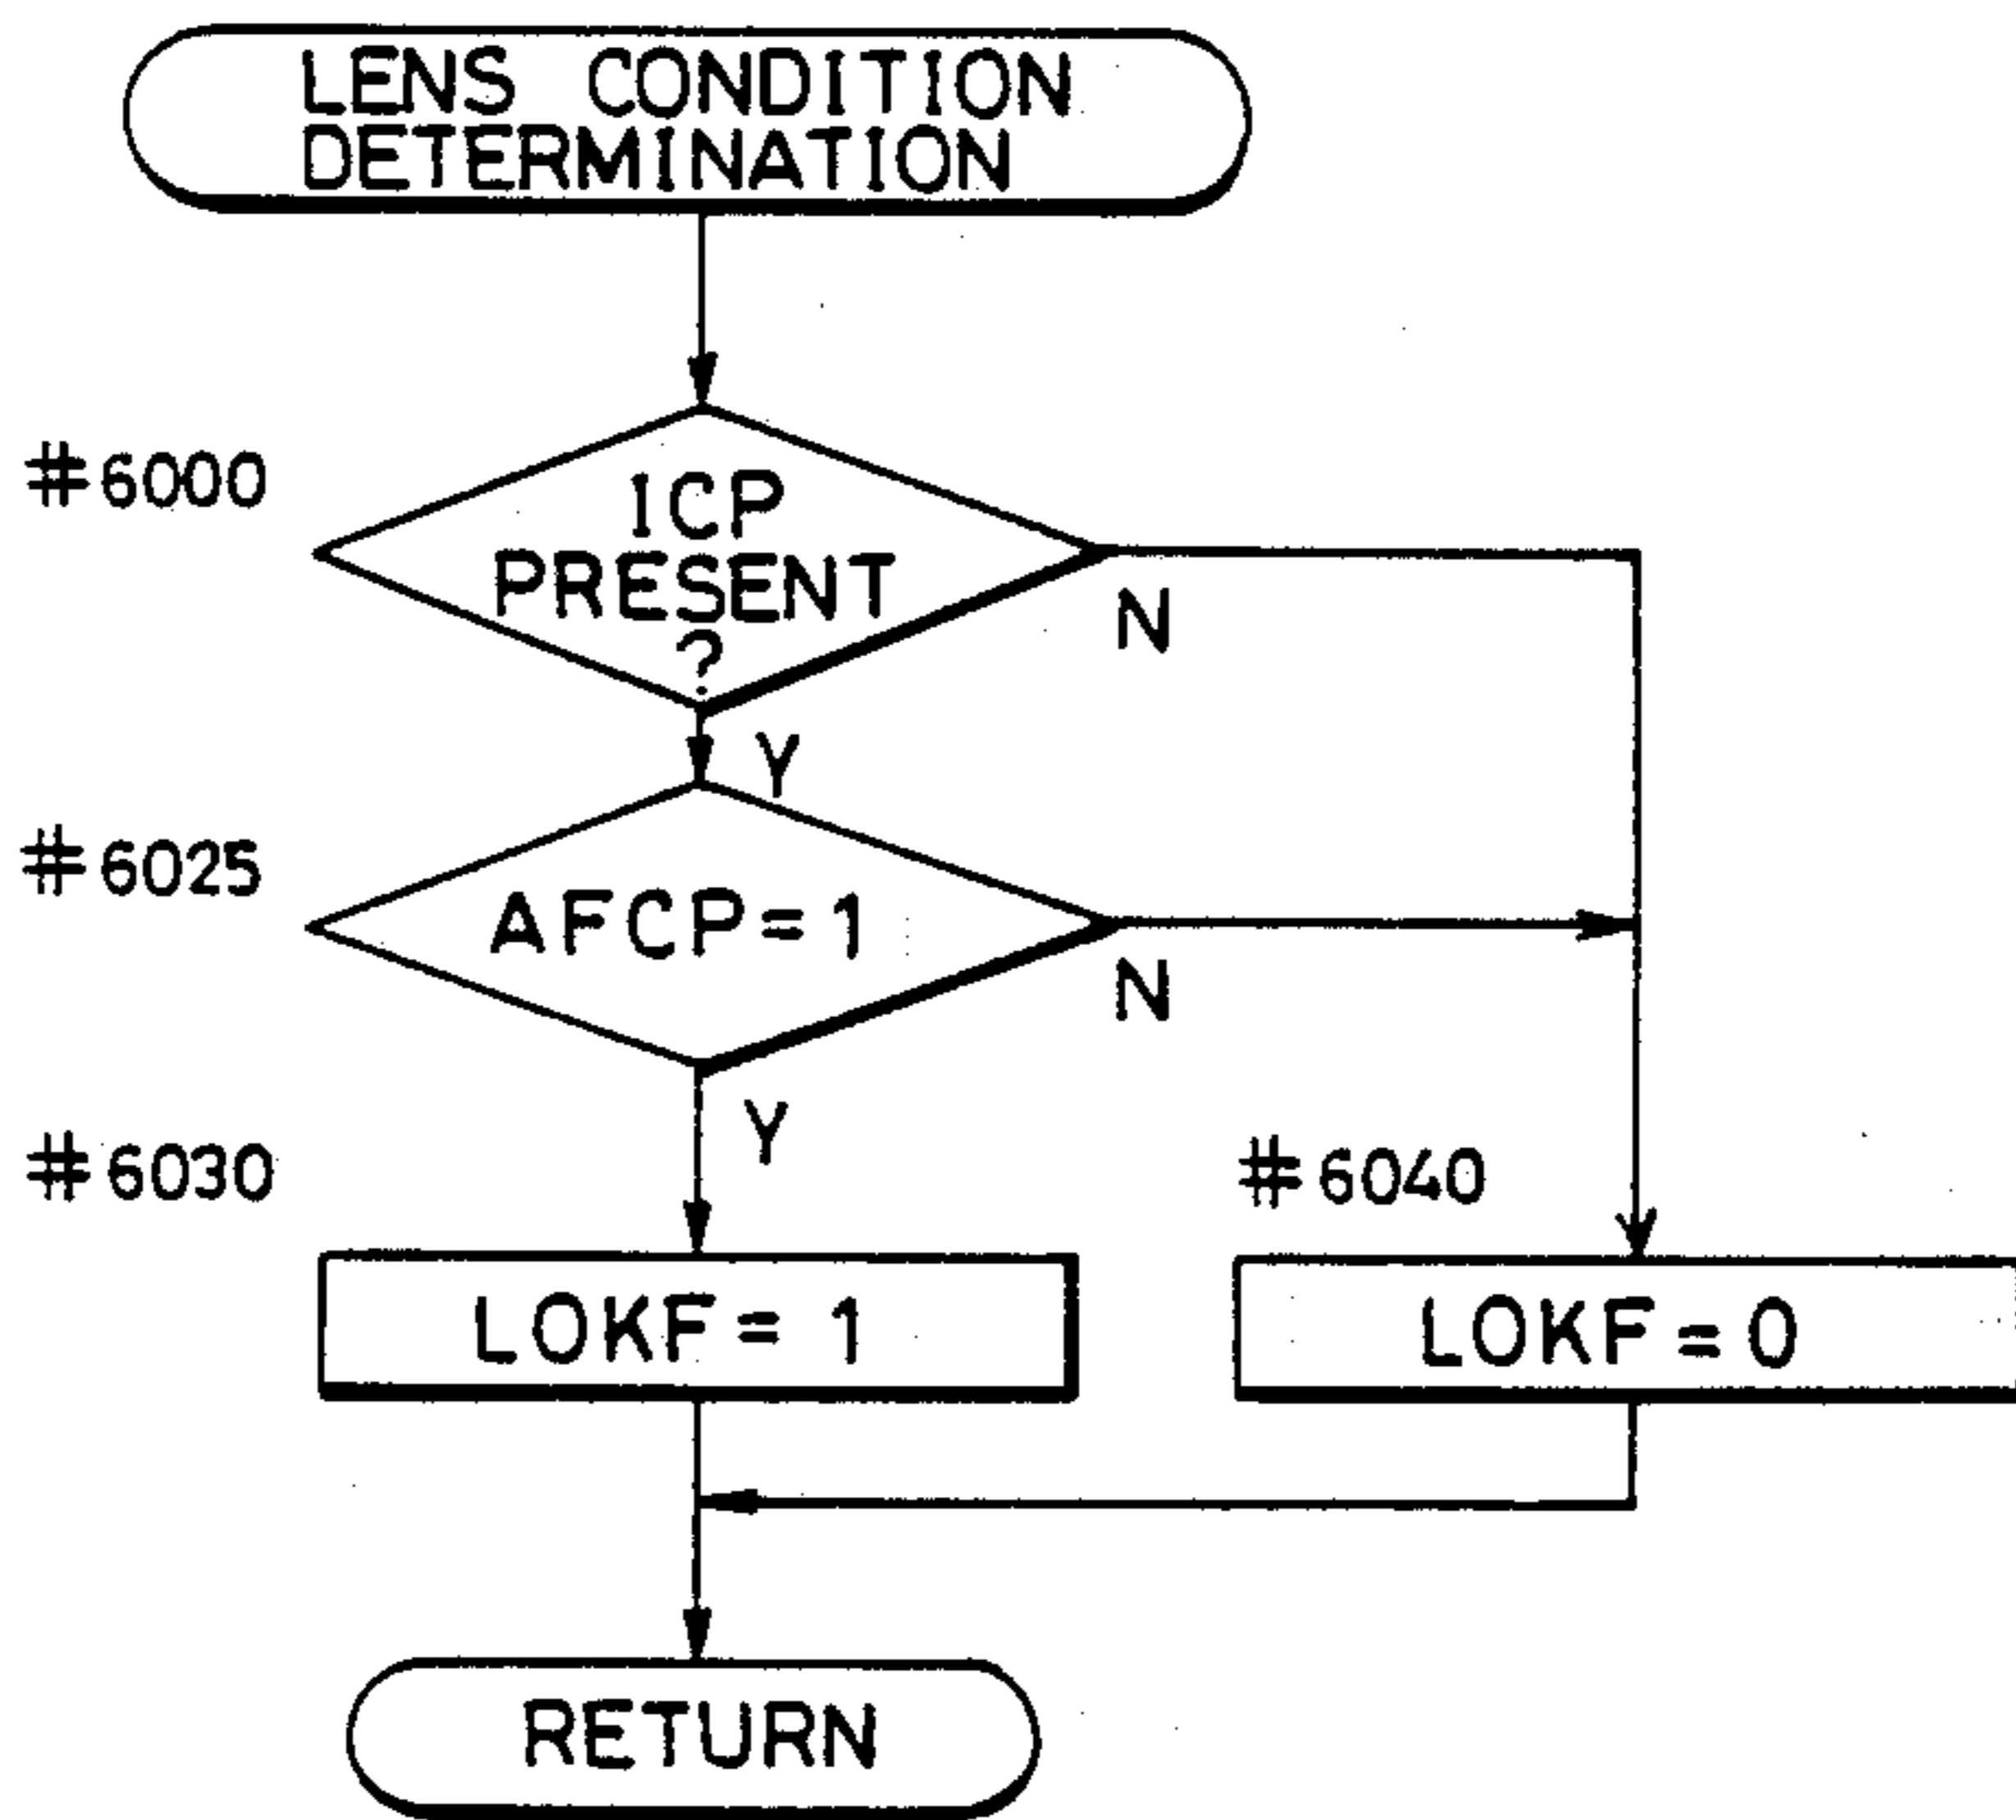 LENS CONDITION
DETERMINATION
#6000
ICP
PRESENT
?
N
Y
#6025
AFCP=1
N
Y
#6030
#6040
LOKF=1
LOKF=0
RETURN